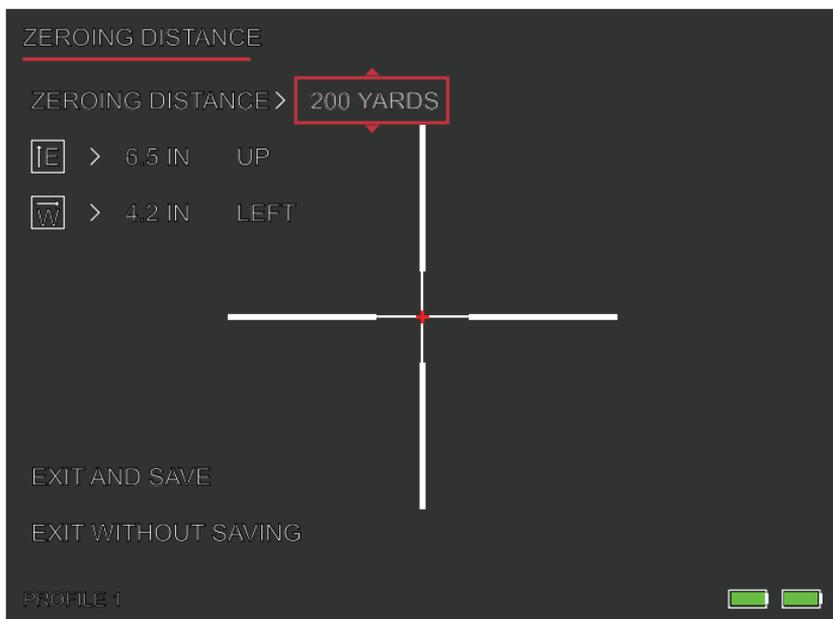 ZEROING DISTANCE
ZEROING DISTANCE > 200 YARDS
E > 6.5 IN UP
W > 4.2 IN LEFT
EXIT AND SAVE
EXIT WITHOUT SAVING
PROFILE 1